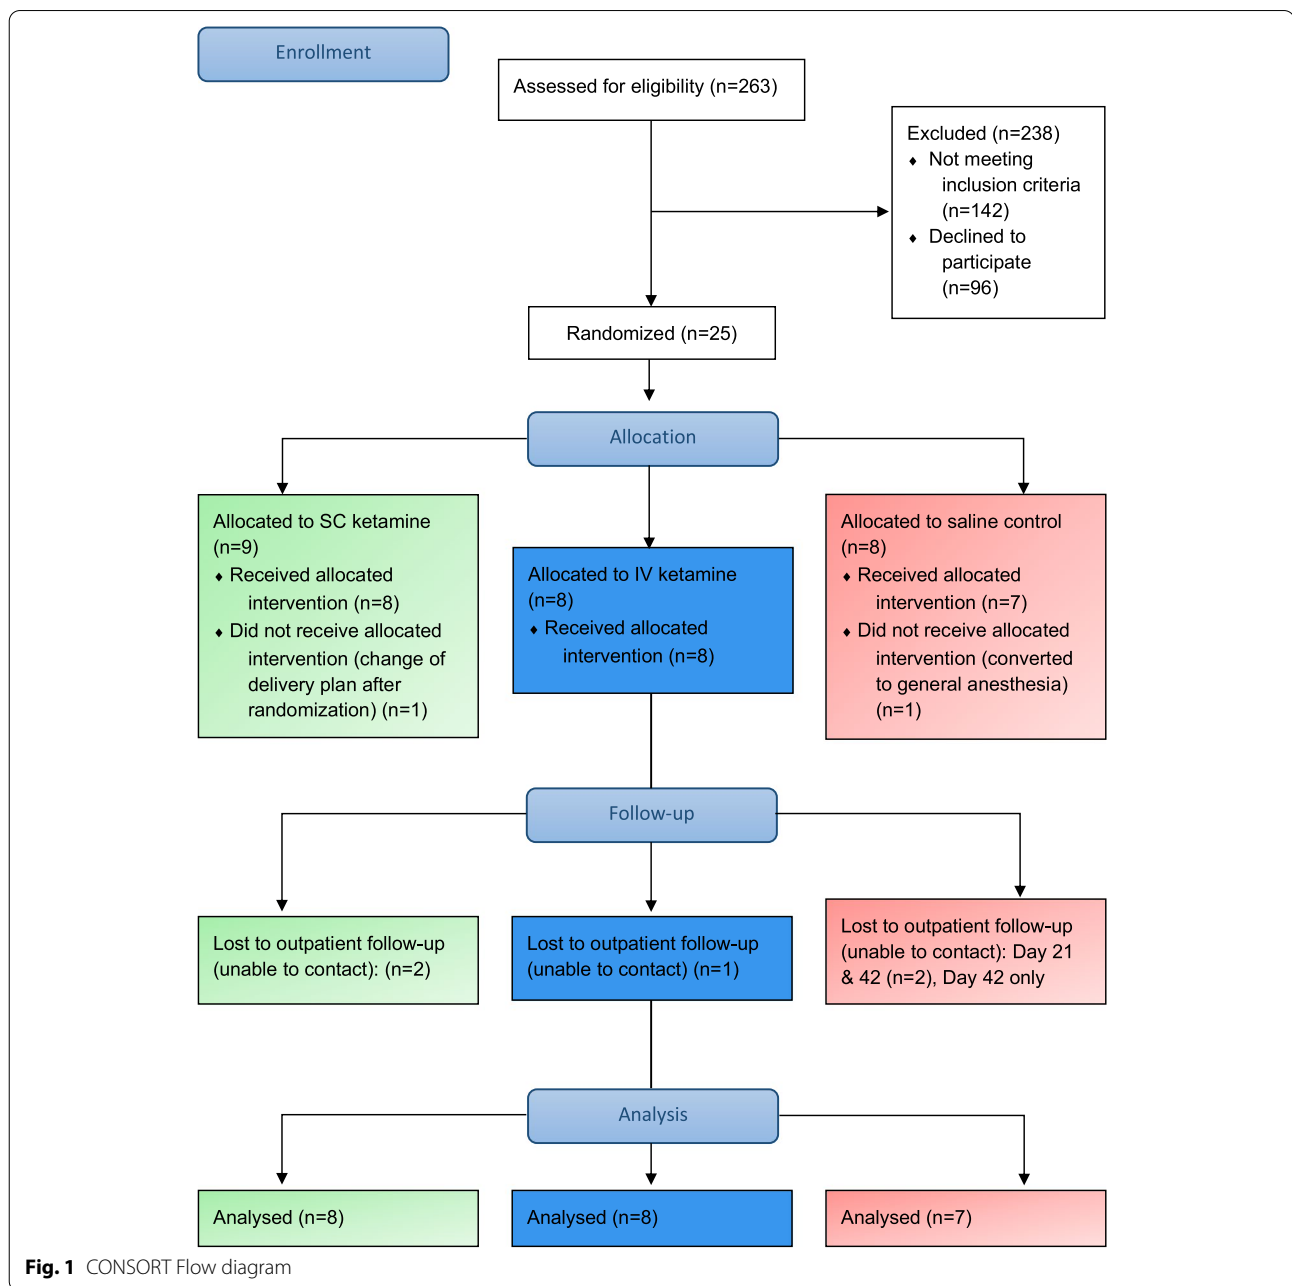 Enrollment
Assessed for eligibility (n=263)
Excluded (n=238)
♦ Not meeting
inclusion criteria
(n=142)
♦ Declined to
participate
(n=96)
Randomized (n=25)
Allocation
Allocated to SC ketamine
(n=9)
♦ Received allocated
intervention (n=8)
♦ Did not receive allocated
intervention (change of
delivery plan after
randomization) (n=1)
Allocated to IV ketamine
(n=8)
♦ Received allocated
intervention (n=8)
Allocated to saline control
(n=8)
♦ Received allocated
intervention (n=7)
♦ Did not receive allocated
intervention (converted
to general anesthesia)
(n=1)
Follow-up
Lost to outpatient follow-up
(unable to contact): (n=2)
Lost to outpatient follow-up
(unable to contact) (n=1)
Lost to outpatient follow-up
(unable to contact): Day 21
& 42 (n=2), Day 42 only
Analysis
Analysed (n=8)
Analysed (n=8)
Analysed (n=7)
Fig. 1 CONSORT Flow diagram